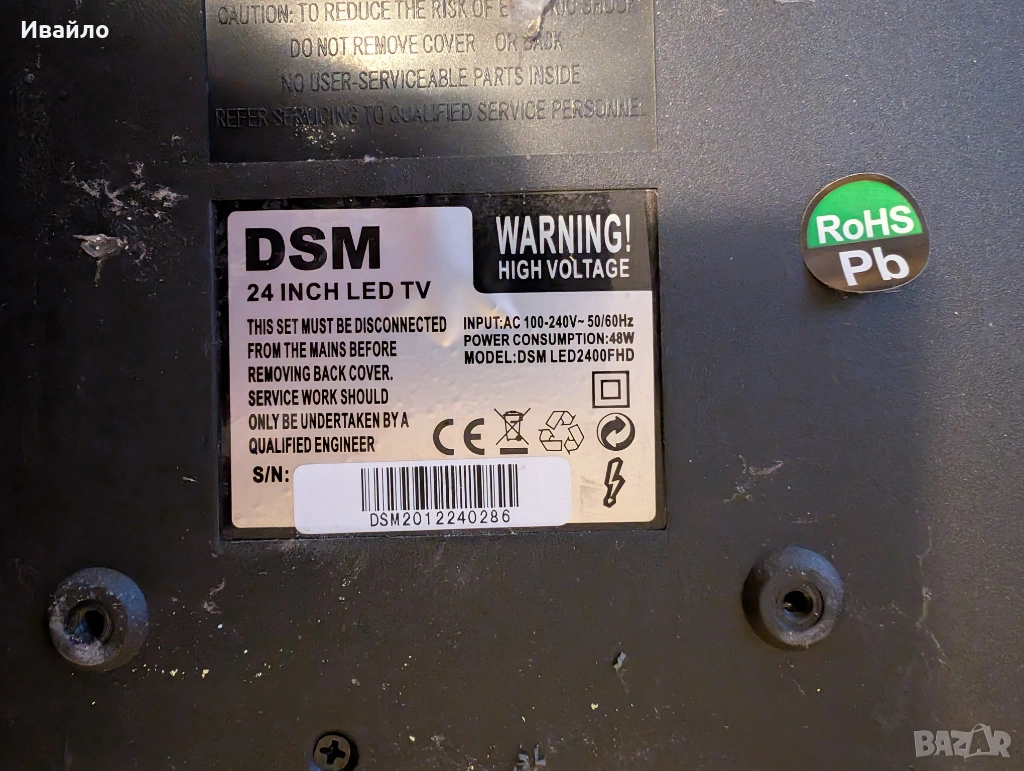 Ивайло
CAUTION: TO REDUCE THE RISK OF SHOCK
DO NOT REMOVE COVER OR BACK
NO USER-SERVICEABLE PARTS INSIDE
REFER SERVICING TO QUALIFIED SERVICE PERSONNEL
DSM
24 INCH LED TV
WARNING!
HIGH VOLTAGE
THIS SET MUST BE DISCONNECTED
FROM THE MAINS BEFORE
REMOVING BACK COVER.
SERVICE WORK SHOULD
ONLY BE UNDERTAKEN BY A
QUALIFIED ENGINEER
INPUT:AC 100-240V~ 50/60Hz
POWER CONSUMPTION:48W
MODEL:DSM LED2400FHD
CE
S/N:
DSM2012240286
RoHS
Pb
BAZAR